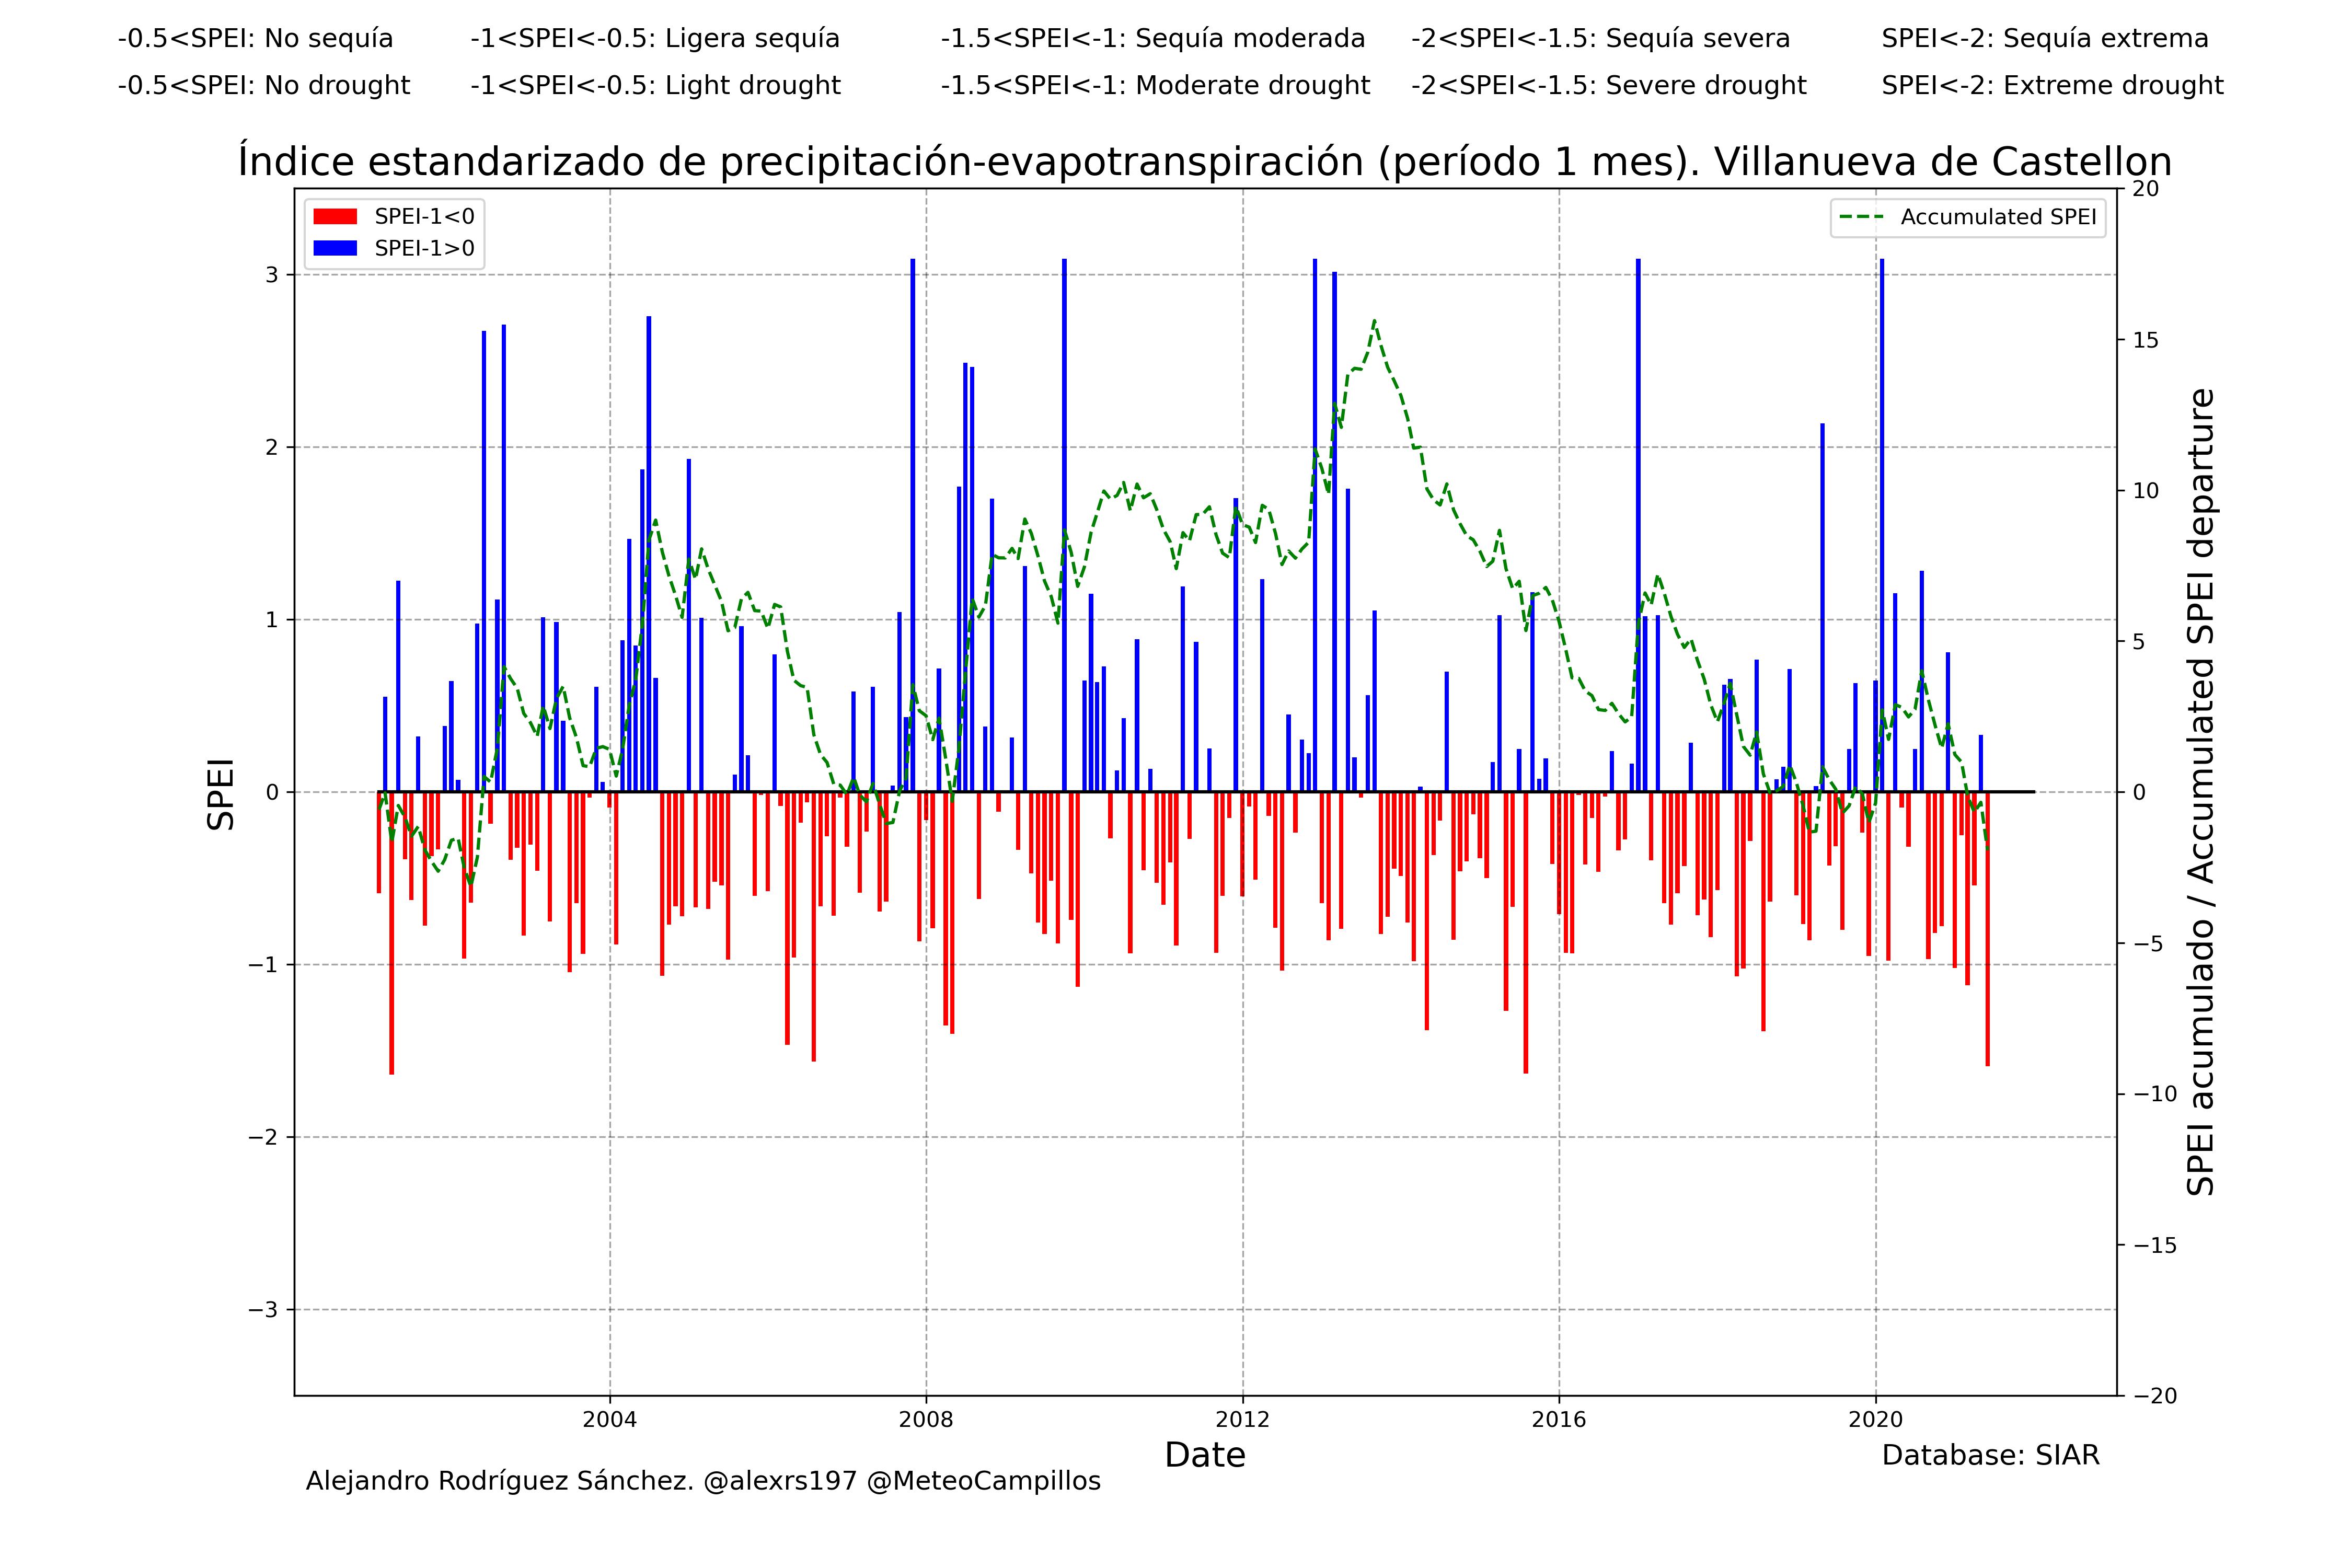 -0.5<SPEI: No sequía -1<SPEI<-0.5: Ligera sequía -1.5<SPEI<-1: Sequía moderada -2<SPEI<-1.5: Sequía severa SPEI<-2: Sequía extrema
-0.5<SPEI: No drought -1<SPEI<-0.5: Light drought -1.5<SPEI<-1: Moderate drought -2<SPEI<-1.5: Severe drought SPEI<-2: Extreme drought
Índice estandarizado de precipitación-evapotranspiración (período 1 mes). Villanueva de Castellon
SPEI-1<0
SPEI-1>0
Accumulated SPEI
SPEI
3
2
1
0
−1
−2
−3
20
15
10
5
0
−5
−10
−15
−20
SPEI acumulado / Accumulated SPEI departure
2004 2008 2012 2016 2020
Date
Database: SIAR
Alejandro Rodríguez Sánchez. @alexrs197 @MeteoCampillos